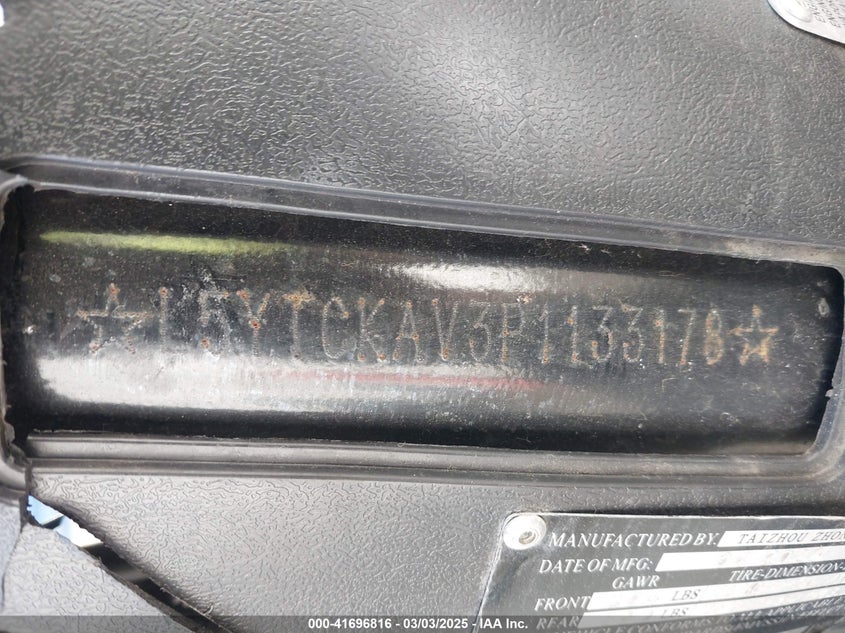 ☆L5YTCKAV3P1133178☆
MANUFACTURED BY: TAIZHOU ZHON
DATE OF MFG:
GAWR TIRE-DIMENSION-
FRONT LBS
REAR LBS
000-41696816 - 03/03/2025 - IAA Inc.